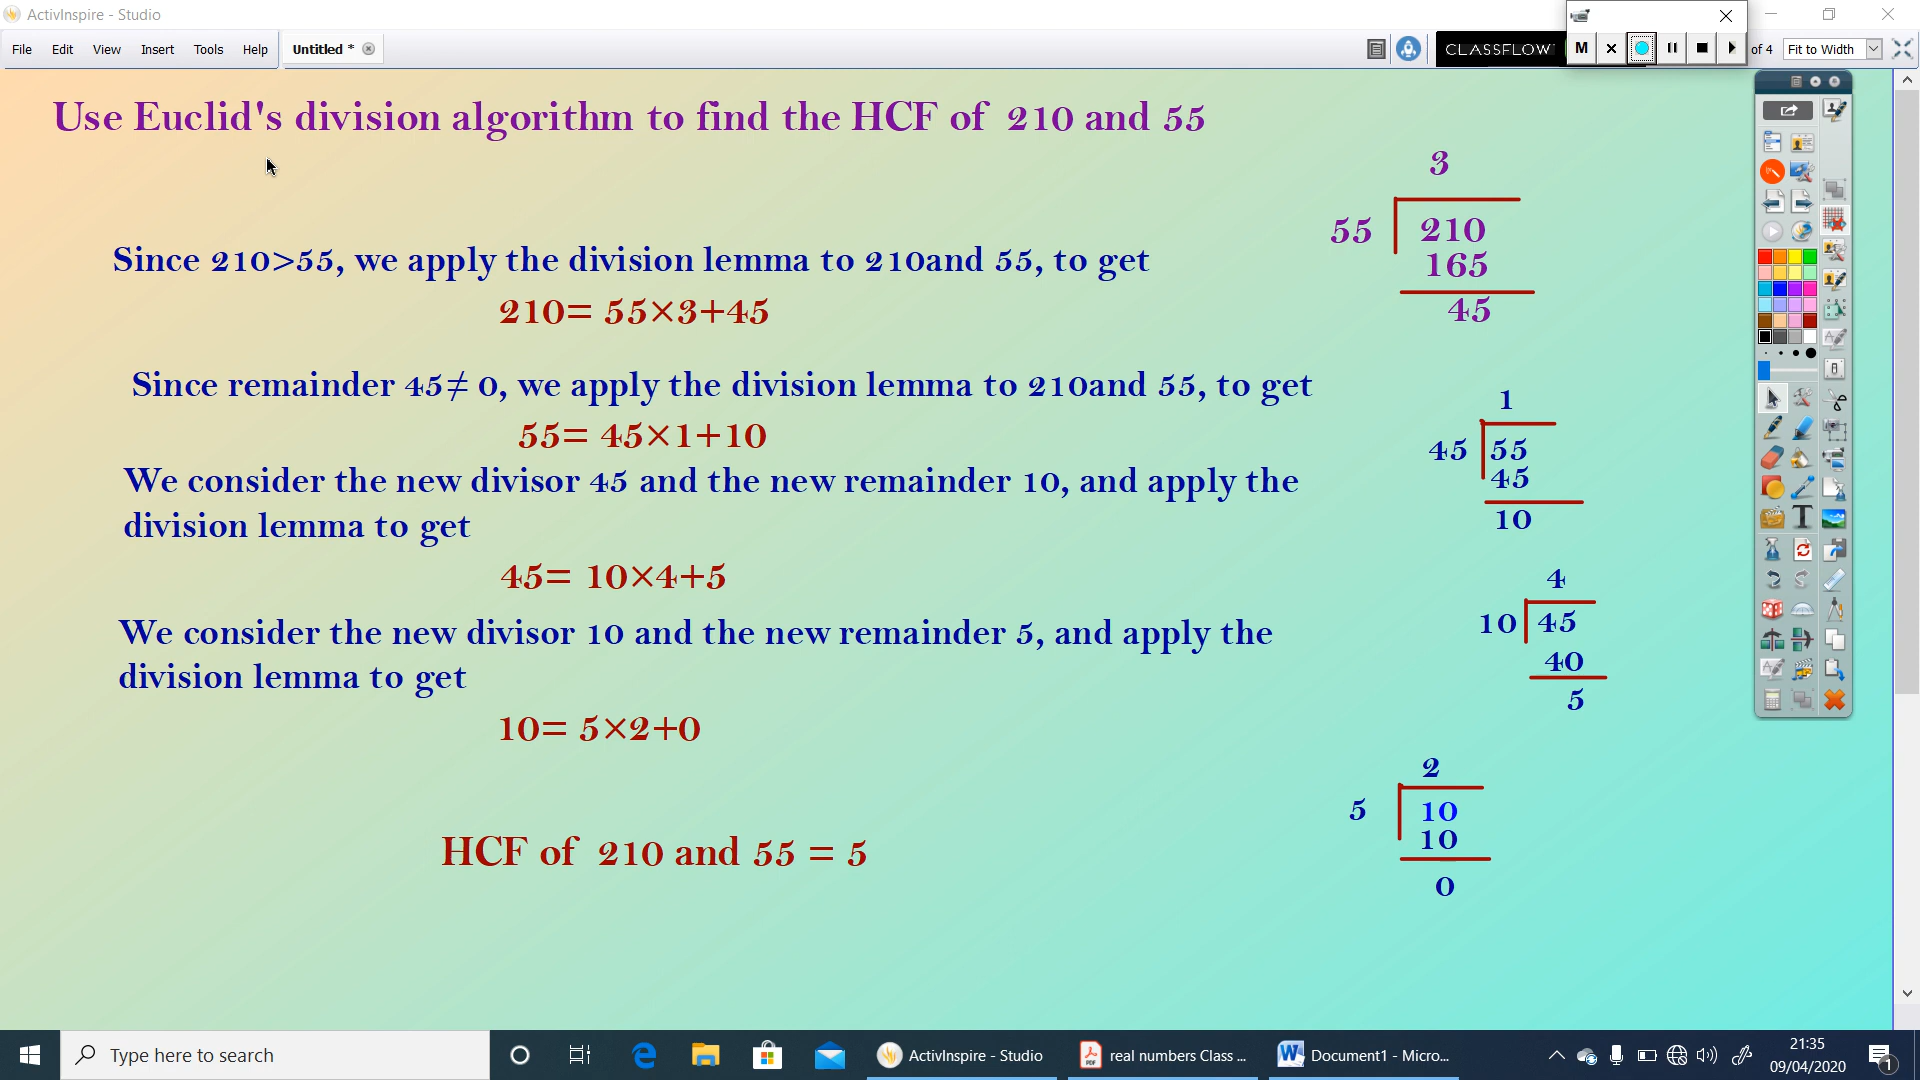 ActivInspire - Studio
File Edit View Insert Tools Help Untitled *
CLASSFLOW M of 4 Fit to Width
Use Euclid's division algorithm to find the HCF of 210 and 55
Since 210>55, we apply the division lemma to 210and 55, to get
210= 55×3+45
Since remainder 45≠ 0, we apply the division lemma to 210and 55, to get
55= 45×1+10
We consider the new divisor 45 and the new remainder 10, and apply the
division lemma to get
45= 10×4+5
We consider the new divisor 10 and the new remainder 5, and apply the
division lemma to get
10= 5×2+0
HCF of 210 and 55 = 5
3
55 210
165
45
1
45 55
45
10
4
10 45
40
5
2
5 10
10
0
Type here to search
ActivInspire - Studio
real numbers Class ...
Document1 - Micro...
21:35
09/04/2020
1